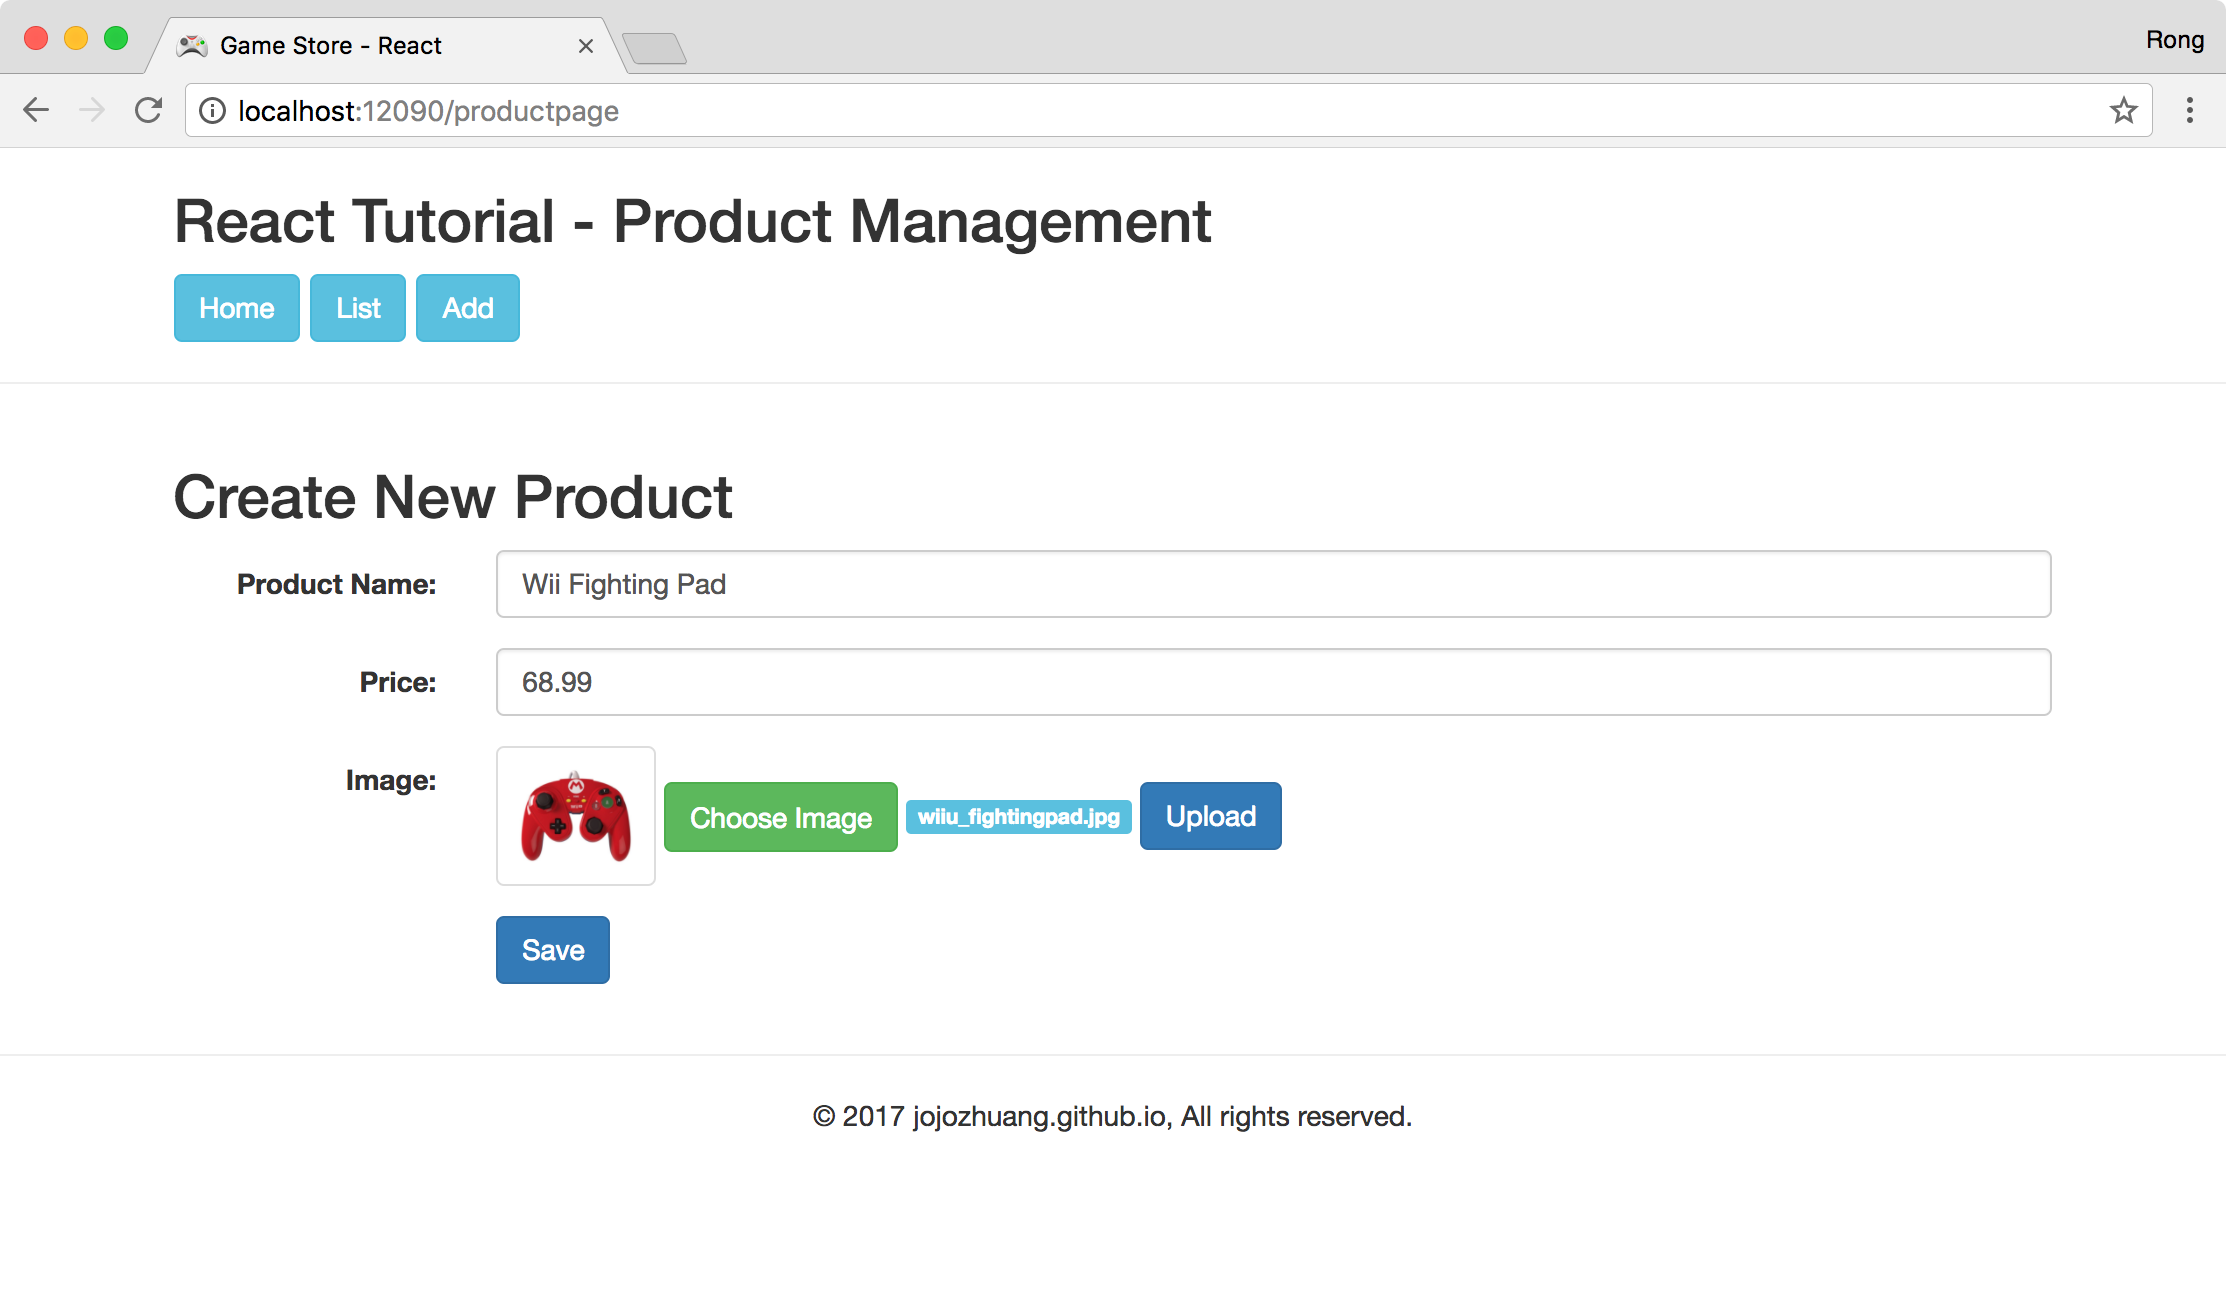 Game Store - React
Rong
localhost:12090/productpage
React Tutorial - Product Management
Home List Add
Create New Product
Product Name: Wii Fighting Pad
Price: 68.99
Image: Choose Image wiiu_fightingpad.jpg Upload
Save
© 2017 jojozhuang.github.io, All rights reserved.